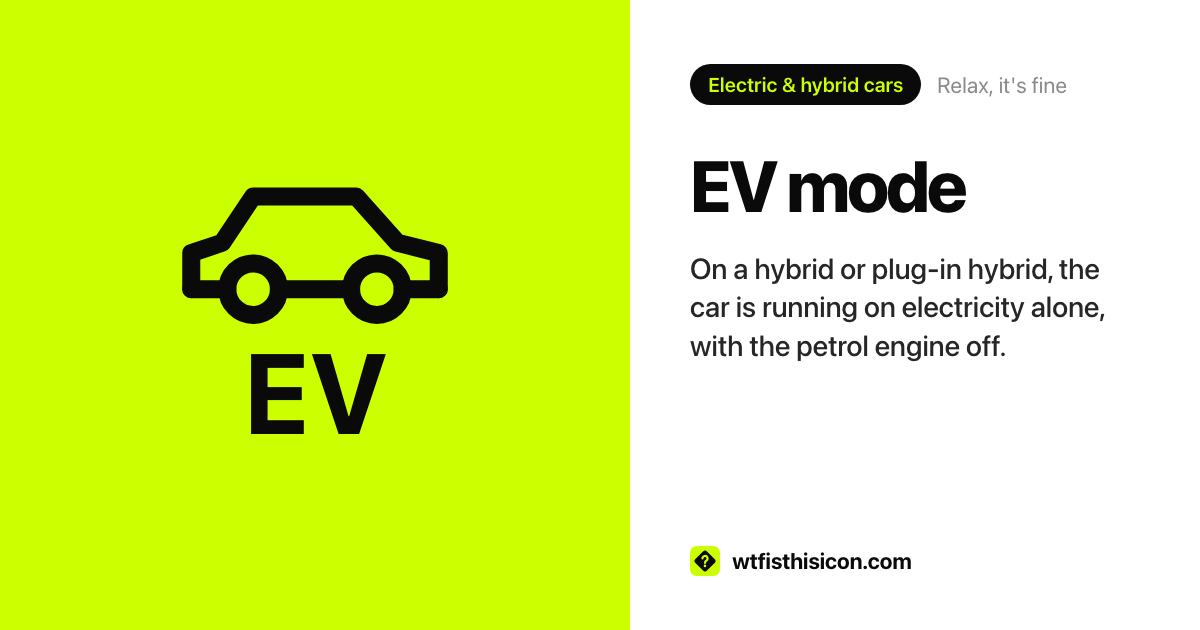 EV
Electric & hybrid cars
Relax, it's fine
EV mode
On a hybrid or plug-in hybrid, the
car is running on electricity alone,
with the petrol engine off.
?
wtfisthisicon.com